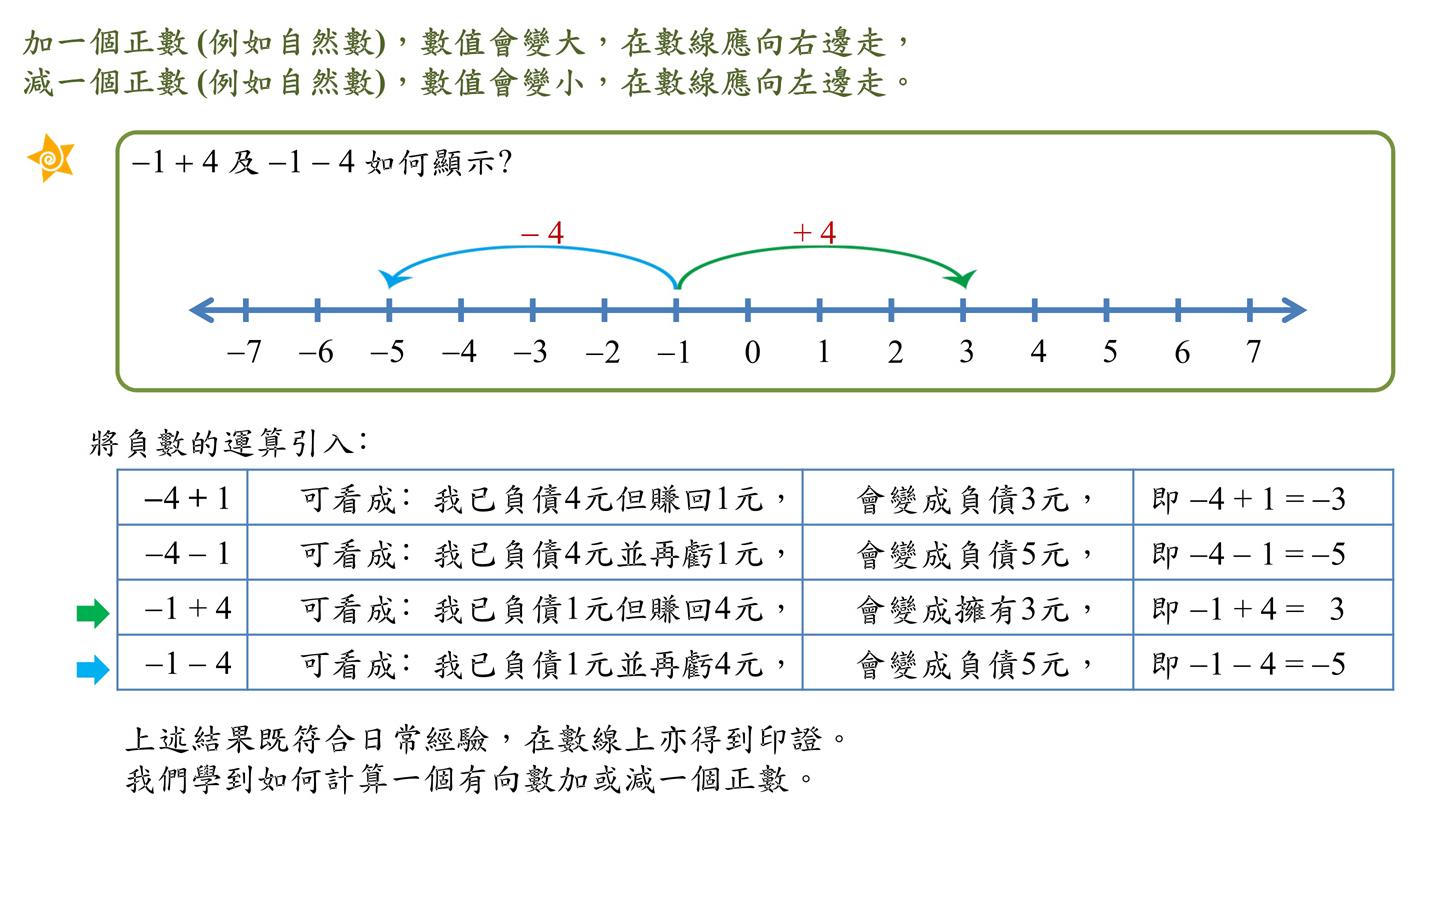 加一個正數 (例如自然數)，數值會變大，在數線應向右邊走，
減一個正數 (例如自然數)，數值會變小，在數線應向左邊走。
–1 + 4 及 –1 – 4 如何顯示?
– 4 + 4
–7 –6 –5 –4 –3 –2 –1 0 1 2 3 4 5 6 7
將負數的運算引入：
–4 + 1 可看成： 我已負債4元但賺回1元， 會變成負債3元， 即 –4 + 1 = –3
–4 – 1 可看成： 我已負債4元並再虧1元， 會變成負債5元， 即 –4 – 1 = –5
–1 + 4 可看成： 我已負債1元但賺回4元， 會變成擁有3元， 即 –1 + 4 = 3
–1 – 4 可看成： 我已負債1元並再虧4元， 會變成負債5元， 即 –1 – 4 = –5
上述結果既符合日常經驗，在數線上亦得到印證。
我們學到如何計算一個有向數加或減一個正數。